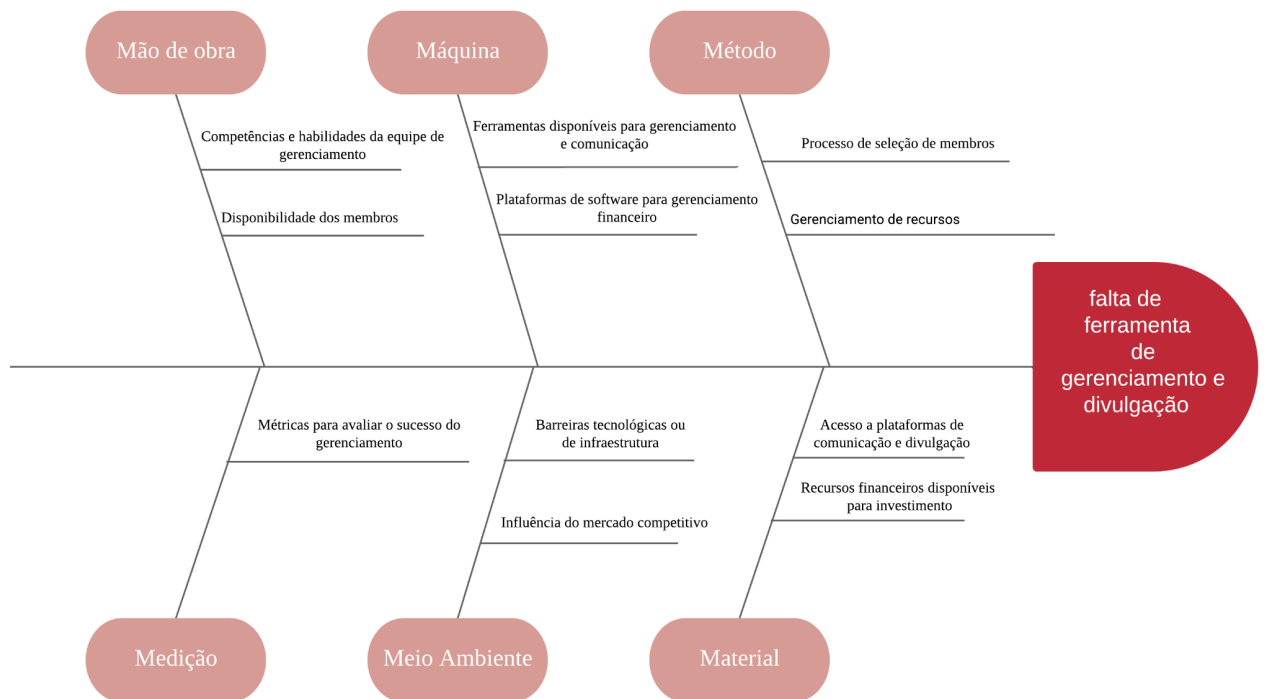 Mão de obra
Máquina
Método
Competências e habilidades da equipe de
gerenciamento
Disponibilidade dos membros
Ferramentas disponíveis para gerenciamento
e comunicação
Plataformas de software para gerenciamento
financeiro
Processo de seleção de membros
Gerenciamento de recursos
falta de
ferramenta
de
gerenciamento e
divulgação
Métricas para avaliar o sucesso do
gerenciamento
Barreiras tecnológicas ou
de infraestrutura
Influência do mercado competitivo
Acesso a plataformas de
comunicação e divulgação
Recursos financeiros disponíveis
para investimento
Medição
Meio Ambiente
Material